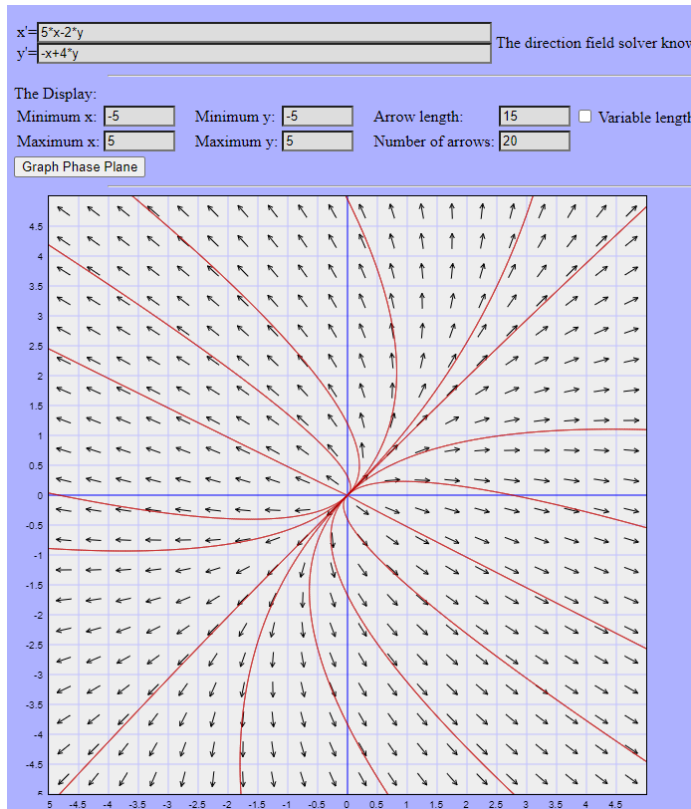 x'= 5*x-2*y
y'= -x+4*y
The direction field solver know
The Display:
Minimum x: -5 Minimum y: -5 Arrow length: 15 Variable length
Maximum x: 5 Maximum y: 5 Number of arrows: 20
Graph Phase Plane
4.5
4
3.5
3
2.5
2
1.5
1
0.5
0
-0.5
-1
-1.5
-2
-2.5
-3
-3.5
-4
-4.5
5
5 -4.5 -4 -3.5 -3 -2.5 -2 -1.5 -1 -0.5 0 0.5 1 1.5 2 2.5 3 3.5 4 4.5